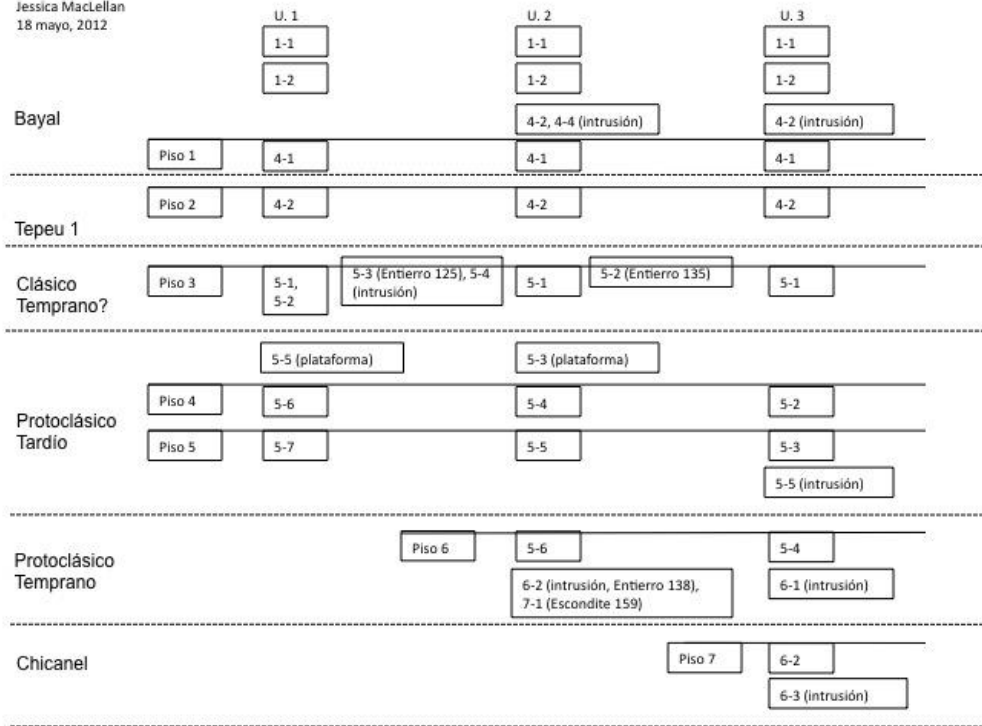 Jessica MacLellan
18 mayo, 2012
U. 1 U. 2 U. 3
1-1 1-1 1-1
1-2 1-2 1-2
Bayal
4-2, 4-4 (intrusión) 4-2 (intrusión)
Piso 1 4-1 4-1 4-1
Piso 2 4-2 4-2 4-2
Tepeu 1
Clásico
Temprano?
Piso 3
5-1,
5-2
5-3 (Entierro 125), 5-4
(intrusión)
5-1
5-2 (Entierro 135)
5-1
5-5 (plataforma) 5-3 (plataforma)
Piso 4 5-6 5-4 5-2
Protoclásico
Tardío
Piso 5 5-7 5-5 5-3
5-5 (intrusión)
Piso 6 5-6 5-4
Protoclásico
Temprano
6-2 (intrusión, Entierro 138),
7-1 (Escondite 159)
6-1 (intrusión)
Chicanel
Piso 7 6-2
6-3 (intrusión)